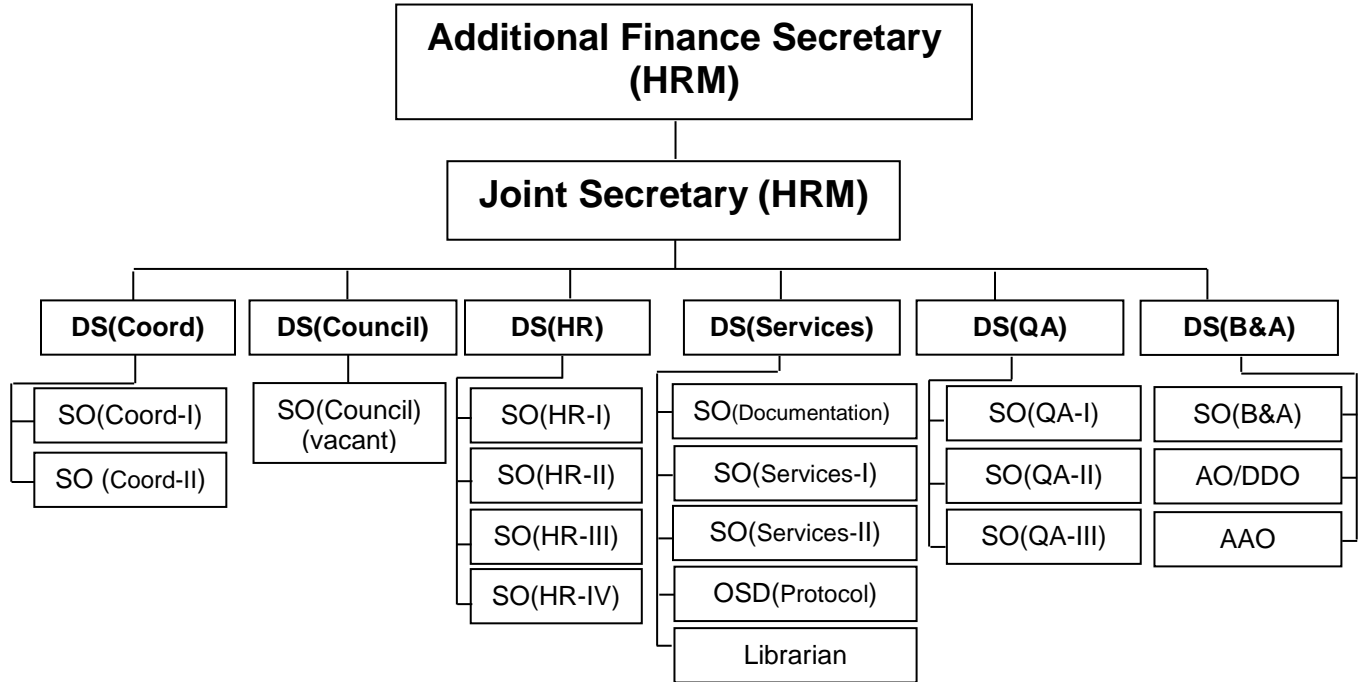 Additional Finance Secretary
(HRM)
Joint Secretary (HRM)
DS(Coord)
DS(Council)
DS(HR)
DS(Services)
DS(QA)
DS(B&A)
SO(Coord-I)
SO (Coord-II)
SO(Council)
(vacant)
SO(HR-I)
SO(HR-II)
SO(HR-III)
SO(HR-IV)
SO(Documentation)
SO(Services-I)
SO(Services-II)
OSD(Protocol)
Librarian
SO(QA-I)
SO(QA-II)
SO(QA-III)
SO(B&A)
AO/DDO
AAO